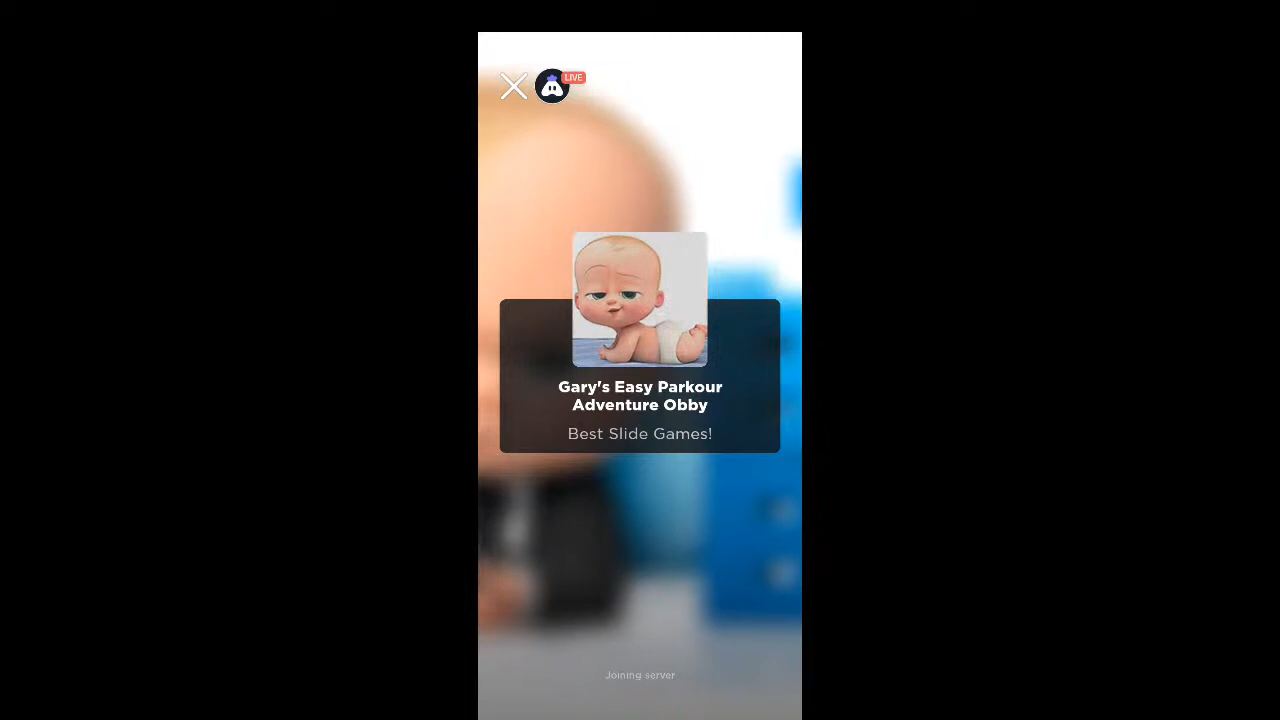 LIVE
Gary's Easy Parkour
Adventure Obby
Best Slide Games!
Joining server